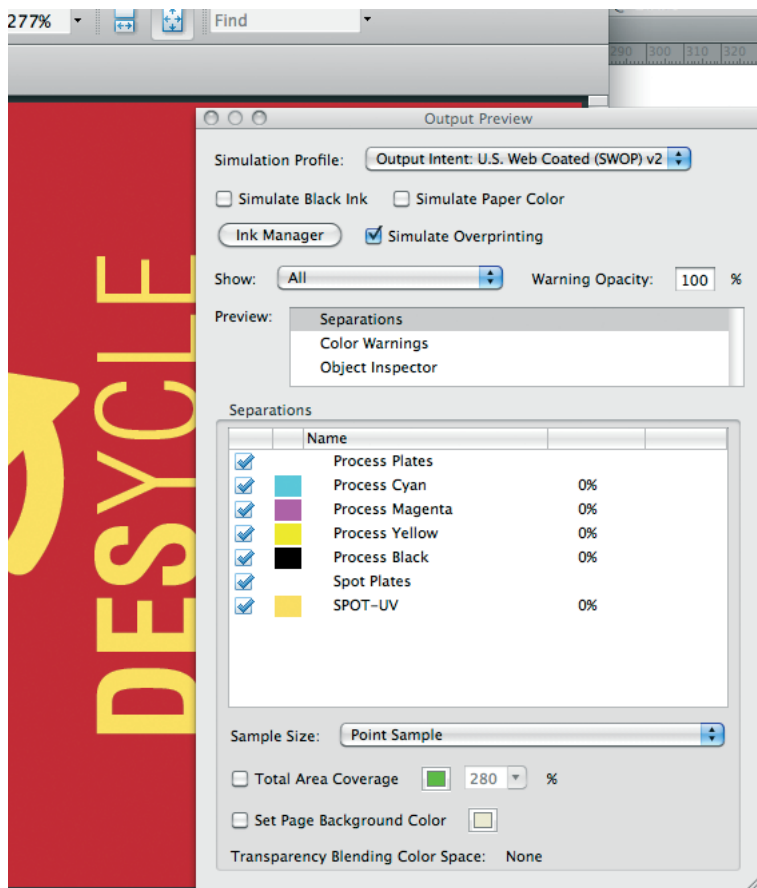 277%
Find
290 300 310 320
Output Preview
Simulation Profile: Output Intent: U.S. Web Coated (SWOP) v2
Simulate Black Ink Simulate Paper Color
Ink Manager Simulate Overprinting
Show: All Warning Opacity: 100 %
Preview: Separations
Color Warnings
Object Inspector
Separations
Name
Process Plates
Process Cyan 0%
Process Magenta 0%
Process Yellow 0%
Process Black 0%
Spot Plates
SPOT-UV 0%
Sample Size: Point Sample
Total Area Coverage 280 %
Set Page Background Color
Transparency Blending Color Space: None
DESYCLE